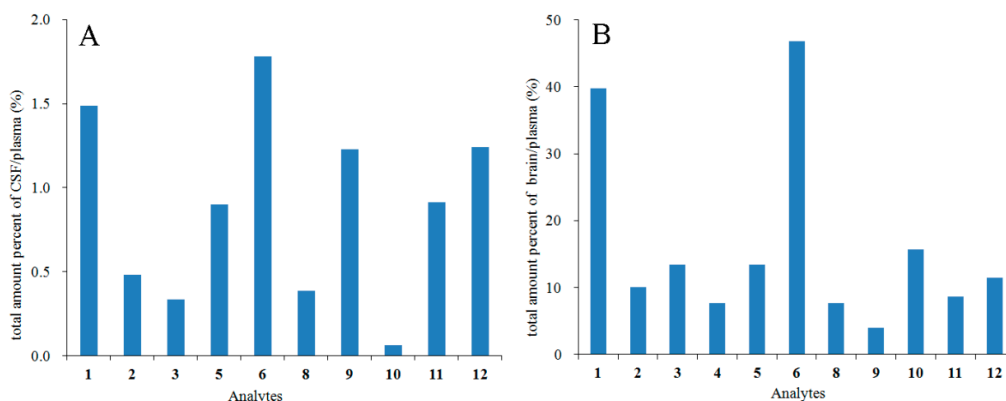 A
total amount percent of CSF/plasma (%)
2.0
1.5
1.0
0.5
0.0
1 2 3 5 6 8 9 10 11 12
Analytes
B
total amount percent of brain/plasma (%)
50
40
30
20
10
0
1 2 3 4 5 6 8 9 10 11 12
Analytes